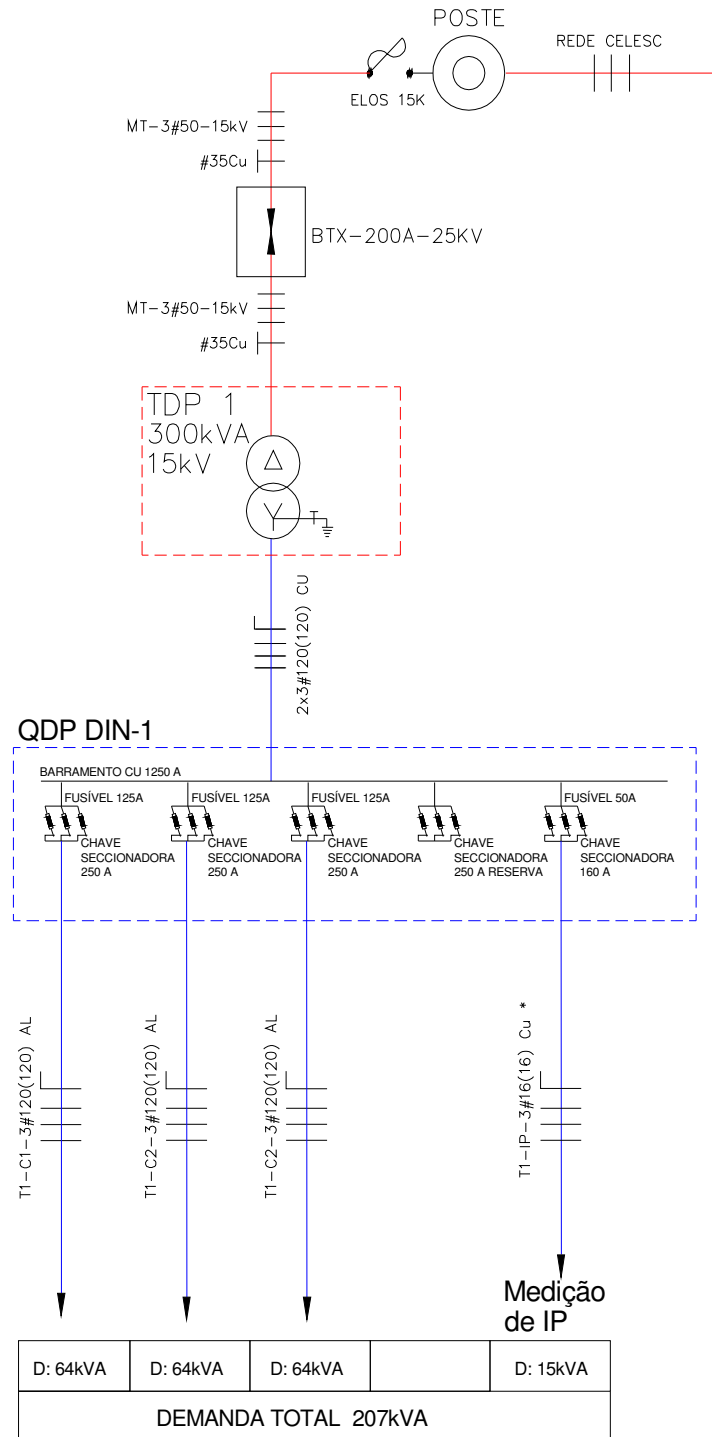 POSTE
REDE CELESC
ELOS 15K
MT-3#50-15kV
#35Cu
BTX-200A-25KV
MT-3#50-15kV
#35Cu
TDP 1
300kVA
15kV
2x3#120(120) CU
QDP DIN-1
BARRAMENTO CU 1250 A
FUSÍVEL 125A
CHAVE
SECCIONADORA
250 A
FUSÍVEL 125A
CHAVE
SECCIONADORA
250 A
FUSÍVEL 125A
CHAVE
SECCIONADORA
250 A
CHAVE
SECCIONADORA
250 A RESERVA
FUSÍVEL 50A
CHAVE
SECCIONADORA
160 A
T1-C1-3#120(120) AL
T1-C2-3#120(120) AL
T1-C2-3#120(120) AL
T1-IP-3#16(16) Cu *
Medição
de IP
D: 64kVA
D: 64kVA
D: 64kVA
D: 15kVA
DEMANDA TOTAL 207kVA